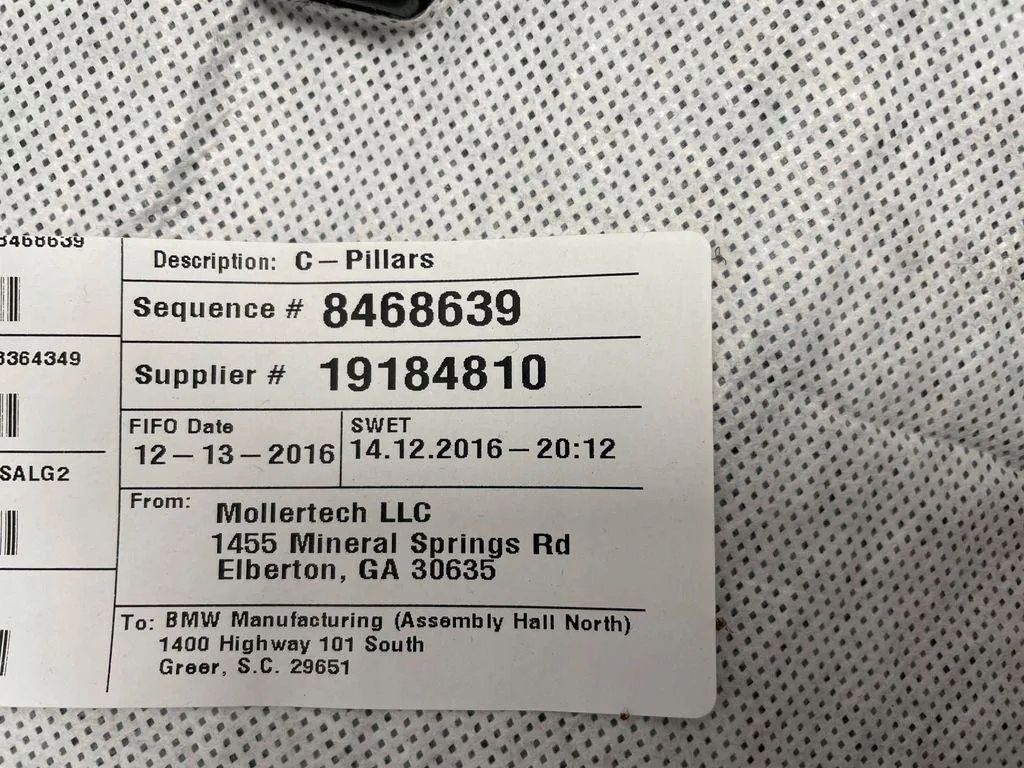 8468639
Description: C-Pillars
Sequence # 8468639
3364349
Supplier # 19184810
FIFO Date
12-13-2016
SWET
14.12.2016-20:12
SALG2
From: Mollertech LLC
1455 Mineral Springs Rd
Elberton, GA 30635
To: BMW Manufacturing (Assembly Hall North)
1400 Highway 101 South
Greer, S.C. 29651